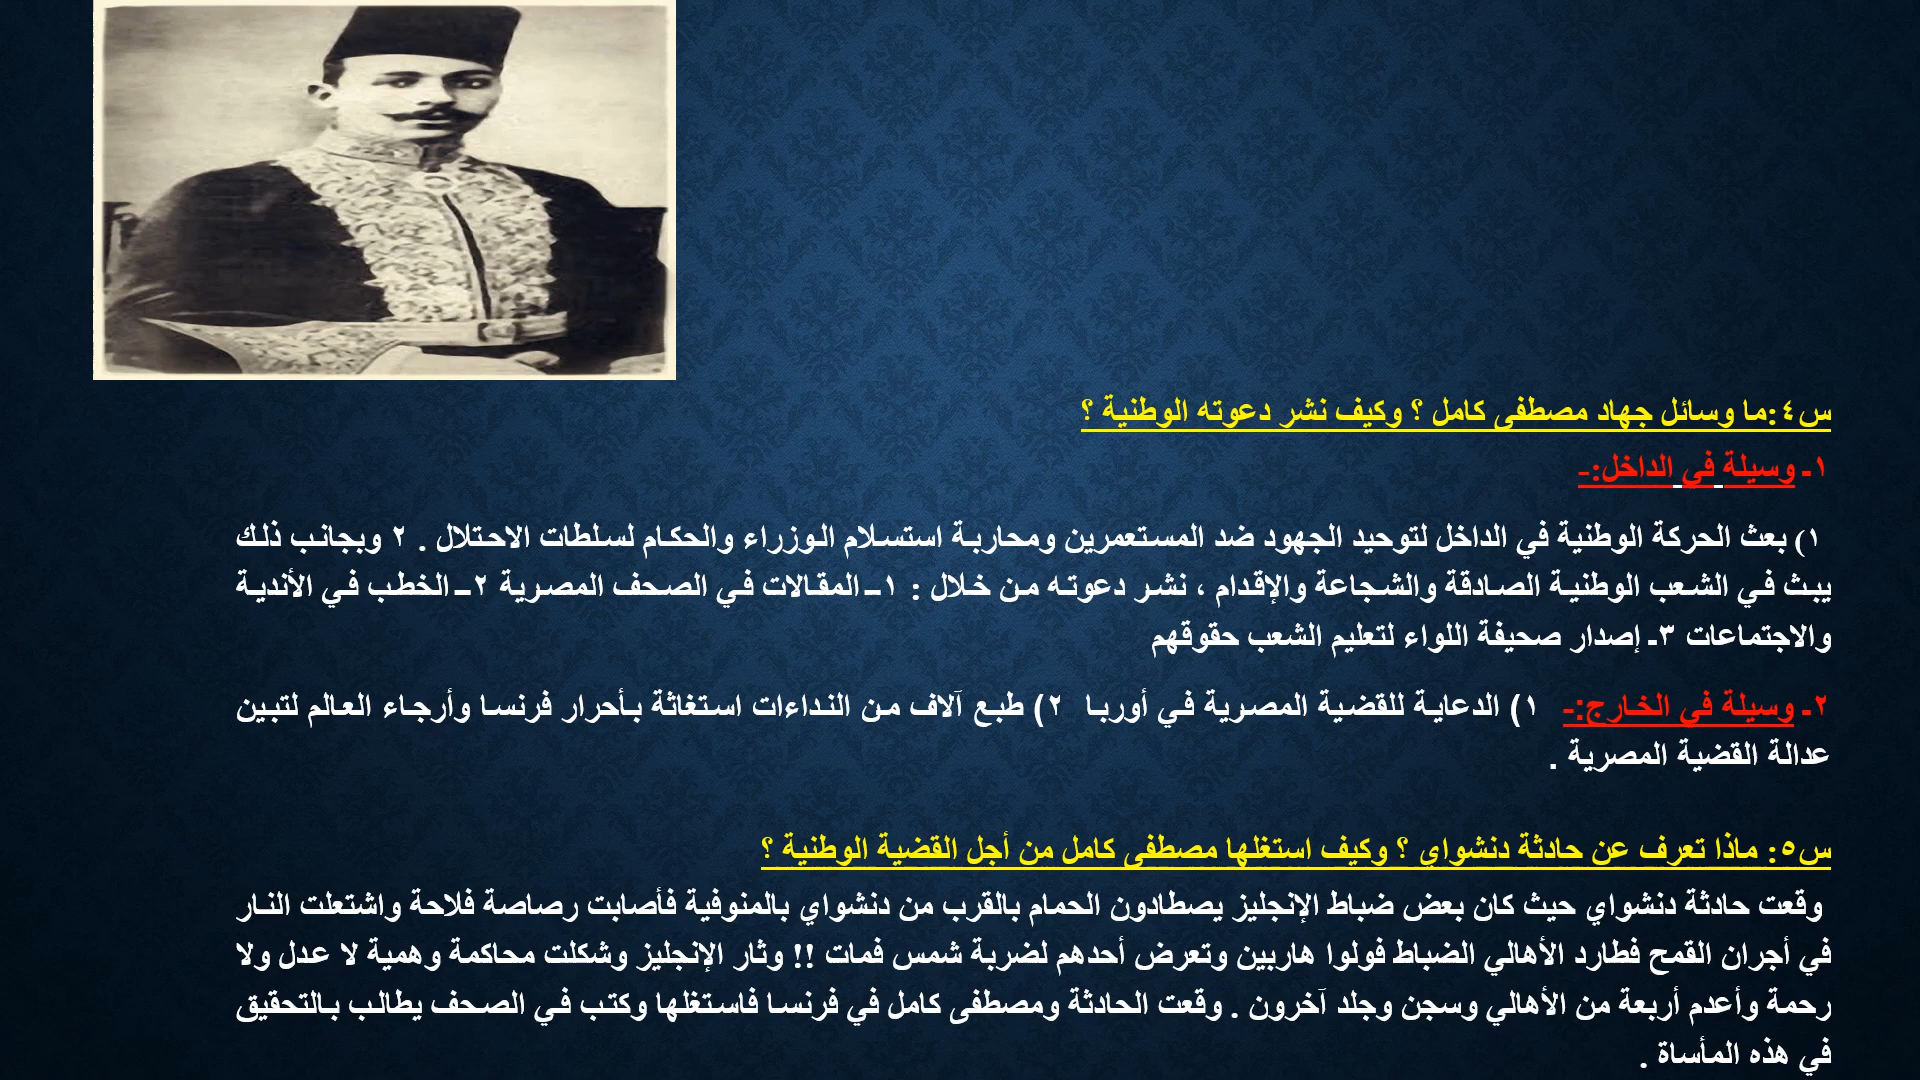 س٤:ما وسائل جهاد مصطفى كامل ؟ وكيف نشر دعوته الوطنية ؟
١ـ وسيلة في الداخل:-
١) بعث الحركة الوطنية في الداخل لتوحيد الجهود ضد المستعمرين ومحاربة استسلام الوزراء والحكام لسلطات الاحتلال . ٢ وبجانب ذلك
يبث في الشعب الوطنية الصادقة والشجاعة والإقدام ، نشر دعوته من خلال : ١ــ المقالات في الصحف المصرية ٢ــ الخطب في الأندية
والاجتماعات ٣ـ إصدار صحيفة اللواء لتعليم الشعب حقوقهم
٢ـ وسيلة في الخارج:- ١) الدعاية للقضية المصرية في أوربا ٢) طبع آلاف من النداءات استغاثة بأحرار فرنسا وأرجاء العالم لتبين
عدالة القضية المصرية .
س٥: ماذا تعرف عن حادثة دنشواي ؟ وكيف استغلها مصطفى كامل من أجل القضية الوطنية ؟
وقعت حادثة دنشواي حيث كان بعض ضباط الإنجليز يصطادون الحمام بالقرب من دنشواي بالمنوفية فأصابت رصاصة فلاحة واشتعلت النار
في أجران القمح فطارد الأهالي الضباط فولوا هاربين وتعرض أحدهم لضربة شمس فمات !! وثار الإنجليز وشكلت محاكمة وهمية لا عدل ولا
رحمة وأعدم أربعة من الأهالي وسجن وجلد آخرون . وقعت الحادثة ومصطفى كامل في فرنسا فاستغلها وكتب في الصحف يطالب بالتحقيق
في هذه المأساة .